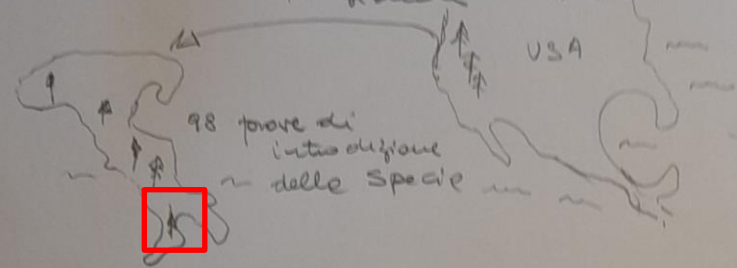 USA
98 prove di
introduzione
delle Specie